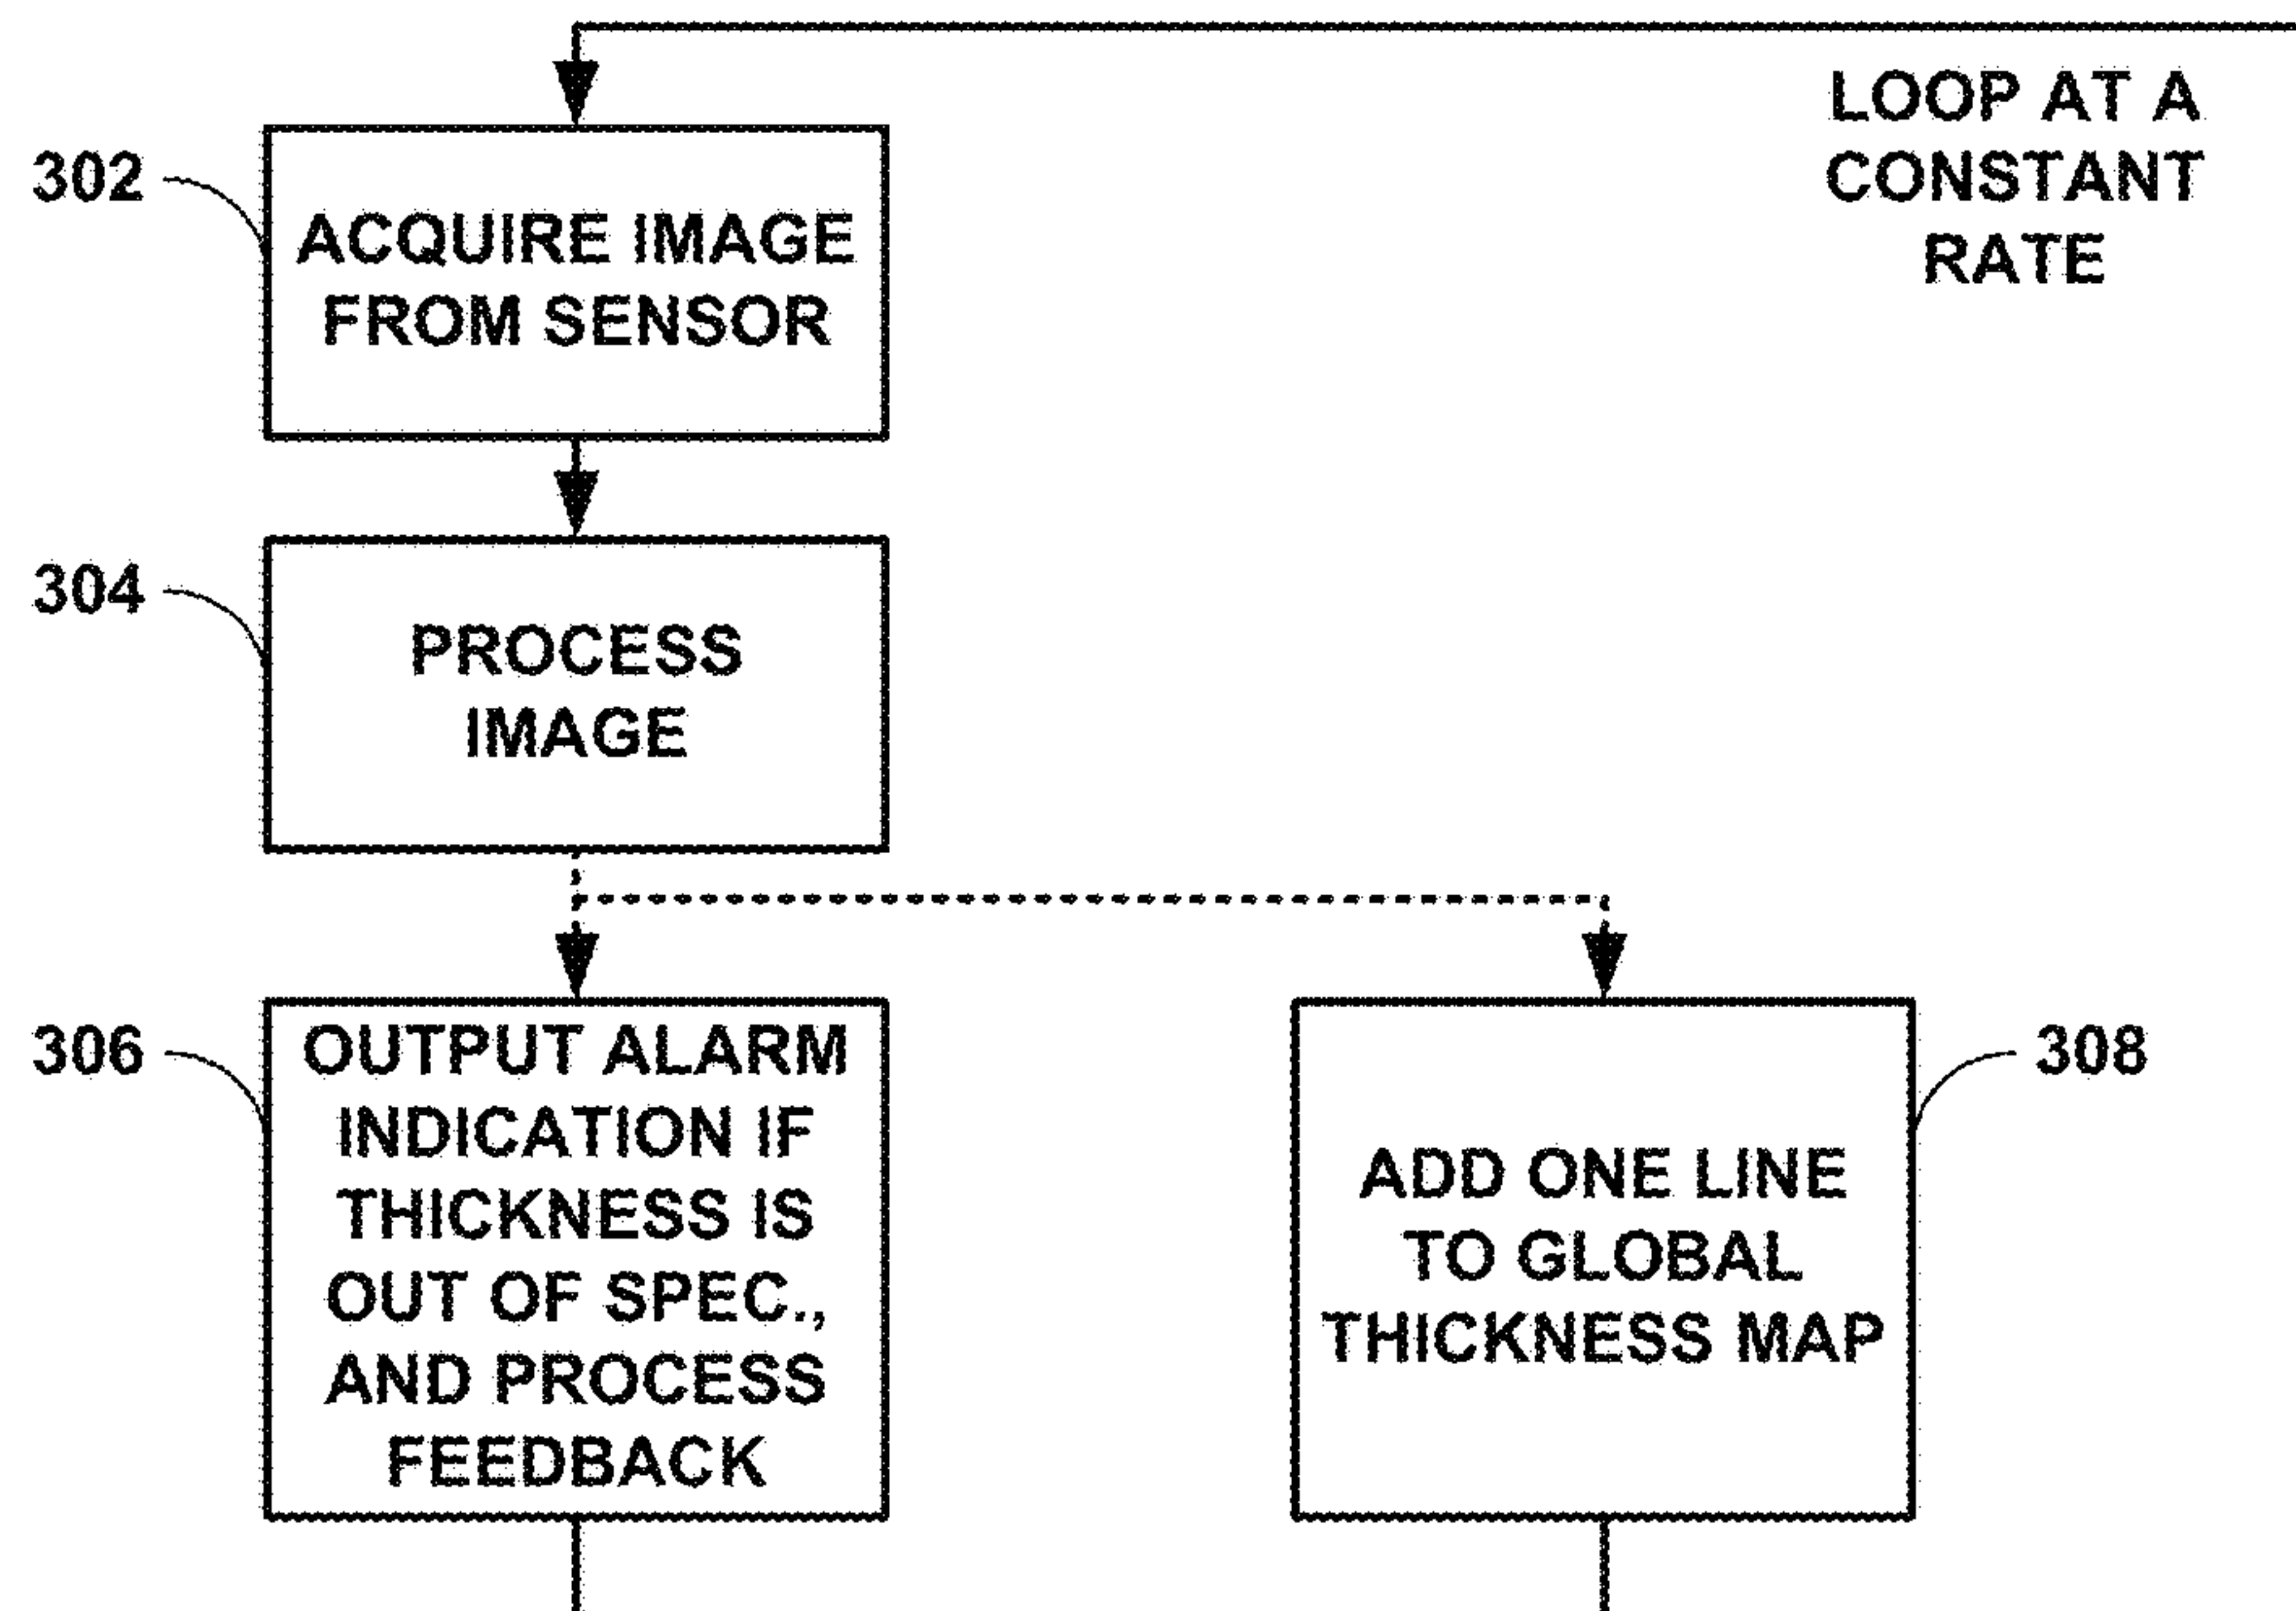 LOOP AT A
CONSTANT
RATE
302
ACQUIRE IMAGE
FROM SENSOR
304
PROCESS
IMAGE
306
OUTPUT ALARM
INDICATION IF
THICKNESS IS
OUT OF SPEC.,
AND PROCESS
FEEDBACK
308
ADD ONE LINE
TO GLOBAL
THICKNESS MAP